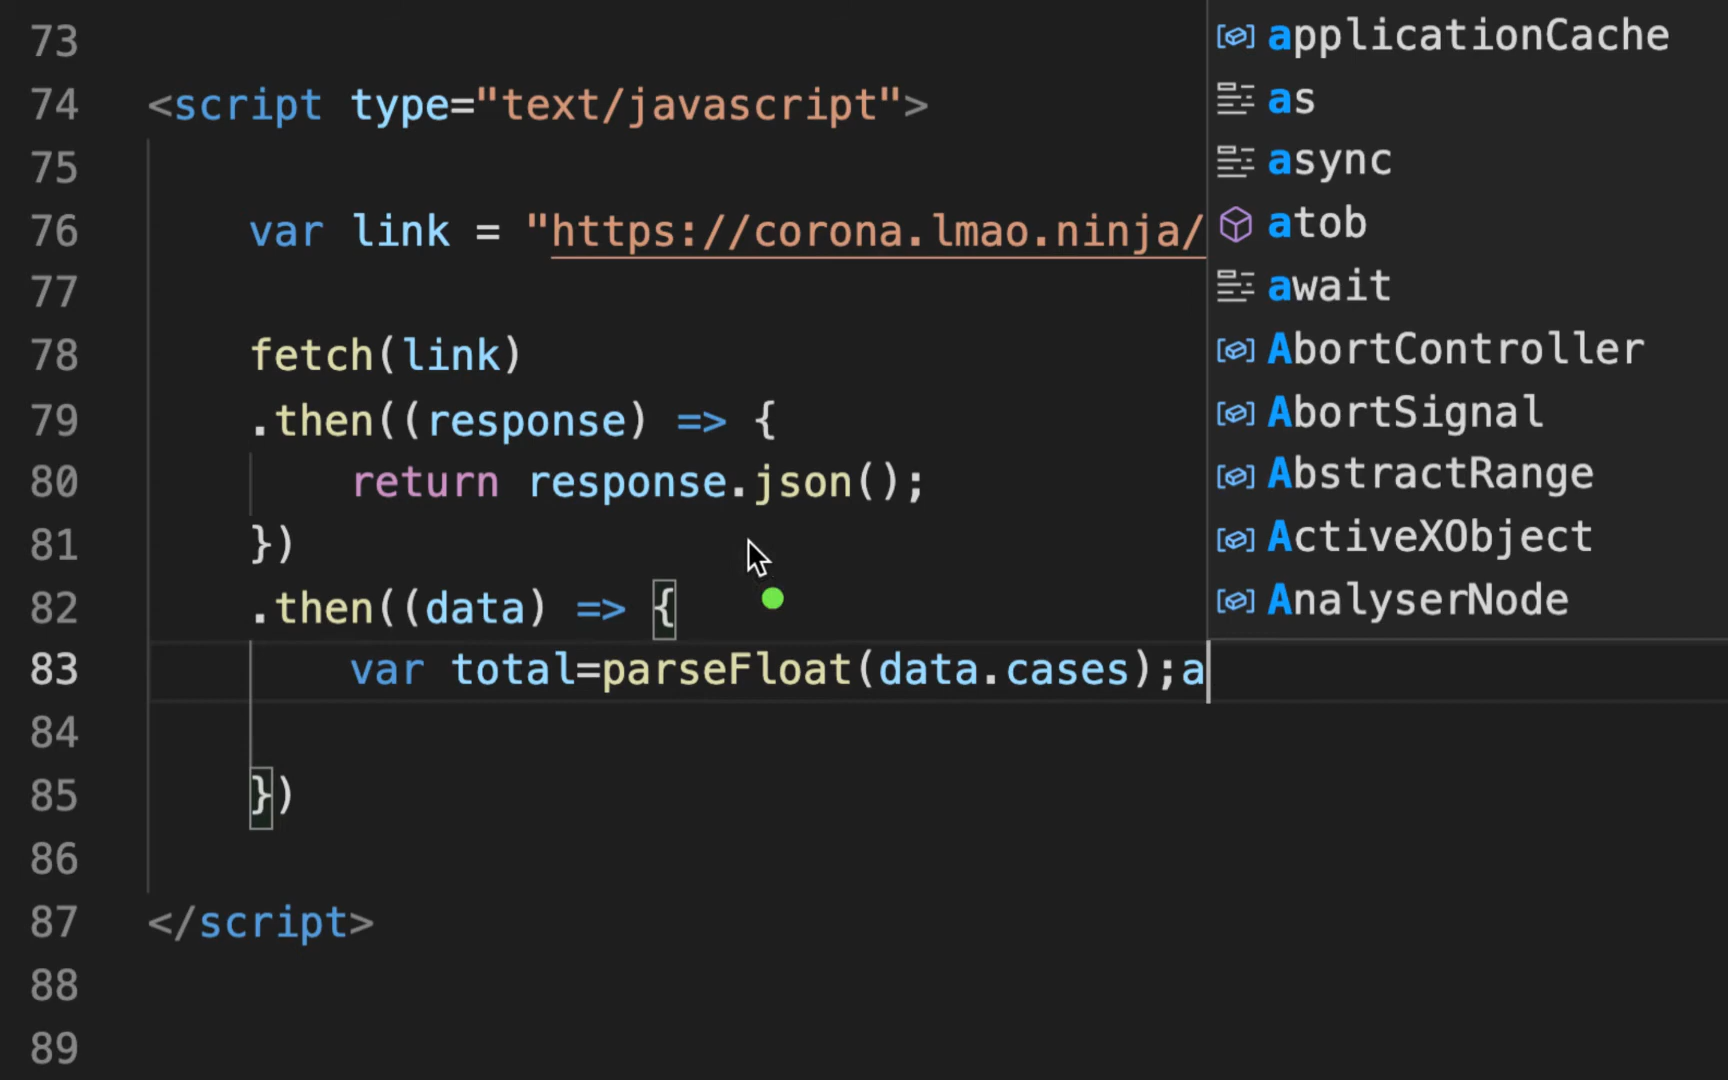 73
74 <script type="text/javascript">
75
76 var link = "https://corona.lmao.ninja/
77
78 fetch(link)
79 .then((response) => {
80 return response.json();
81 })
82 .then((data) => {
83 var total=parseFloat(data.cases);a
84
85 })
86
87 </script>
88
89
applicationCache
as
async
atob
await
AbortController
AbortSignal
AbstractRange
ActiveXObject
AnalyserNode